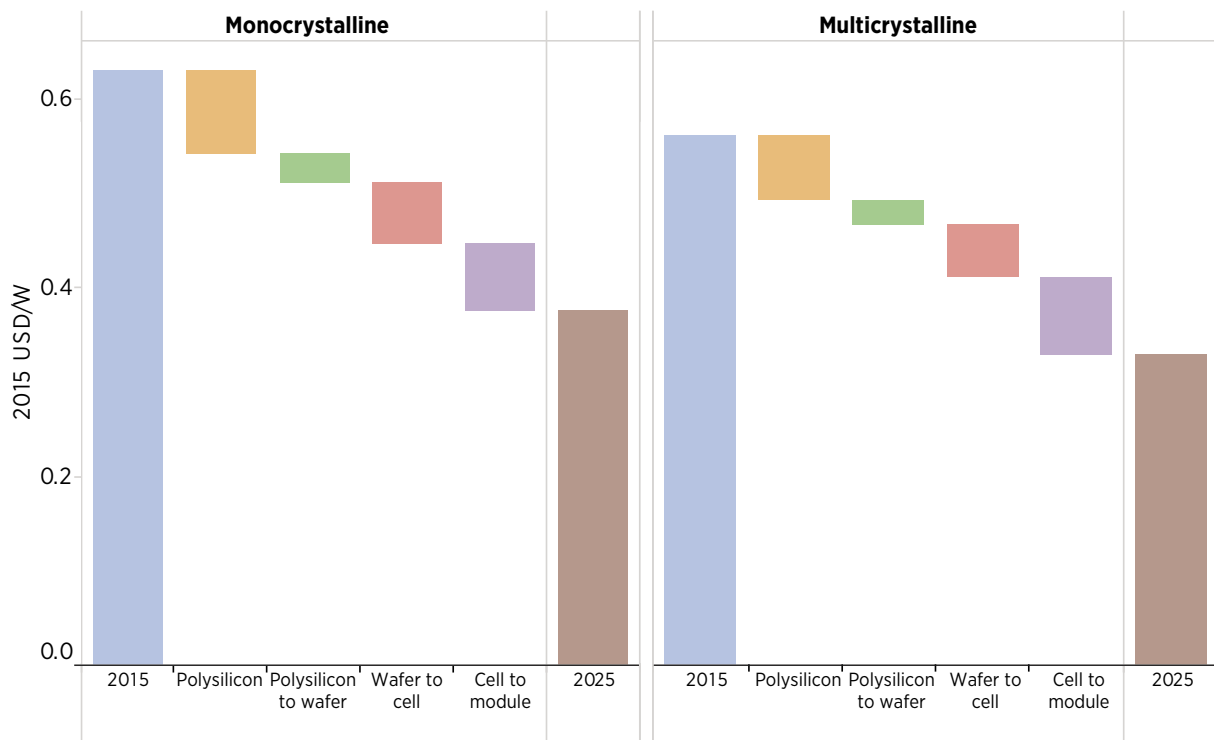 Monocrystalline
Multicrystalline
2015 USD/W
0.6
0.4
0.2
0.0
2015
Polysilicon
Polysilicon
to wafer
Wafer to
cell
Cell to
module
2025
2015
Polysilicon
Polysilicon
to wafer
Wafer to
cell
Cell to
module
2025